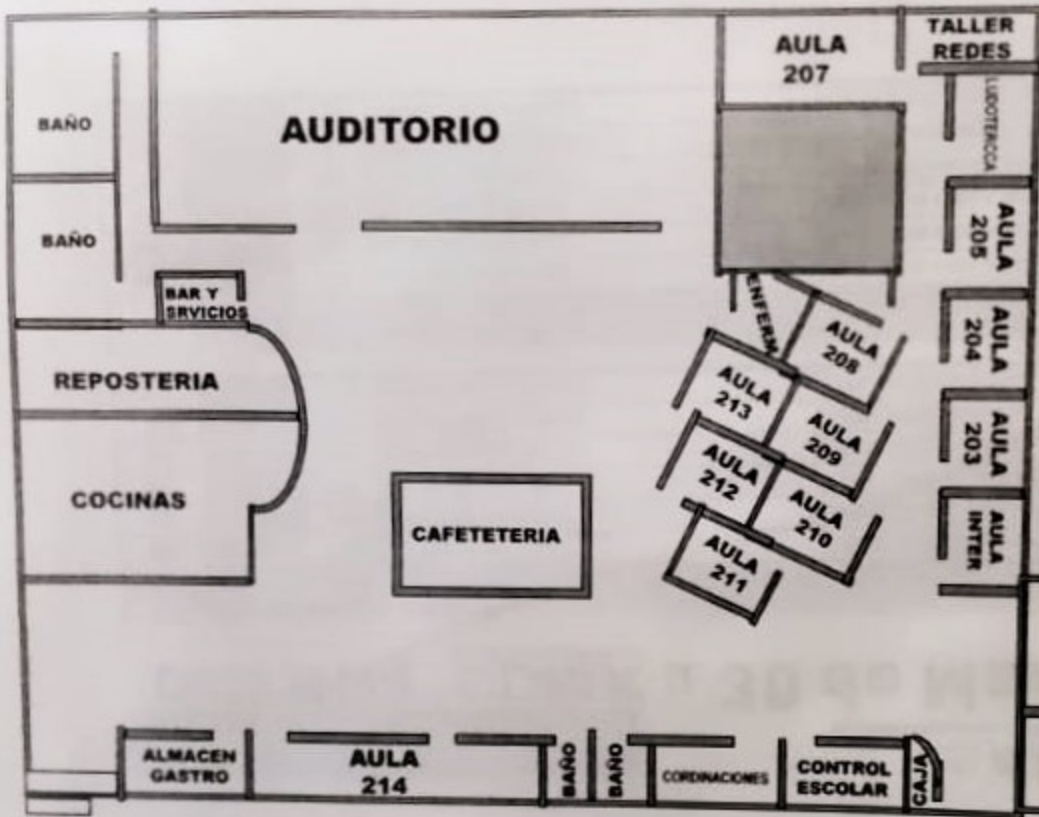 TALLER
REDES
AULA
207
BAÑO
AUDITORIO
LUDOTERCCA
AULA
205
BAÑO
BAR Y
SRVICIOS
ENFERM
AULA
208
AULA
204
REPOSTERIA
AULA
213
AULA
209
AULA
203
COCINAS
AULA
212
AULA
210
CAFETETERIA
AULA
INTER
AULA
211
ALMACEN
GASTRO
AULA
214
BAÑO
BAÑO
CORDINACIONES
CONTROL
ESCOLAR
CAJA